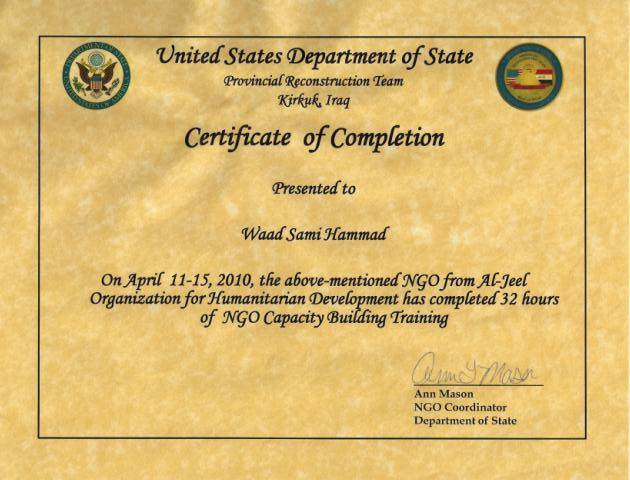 United States Department of State
Provincial Reconstruction Team
Kirkuk, Iraq
Certificate of Completion
Presented to
Waad Sami Hammad
On April 11-15, 2010, the above-mentioned NGO from Al-Jeel
Organization for Humanitarian Development has completed 32 hours
of NGO Capacity Building Training
Ann Mason
Ann Mason
NGO Coordinator
Department of State